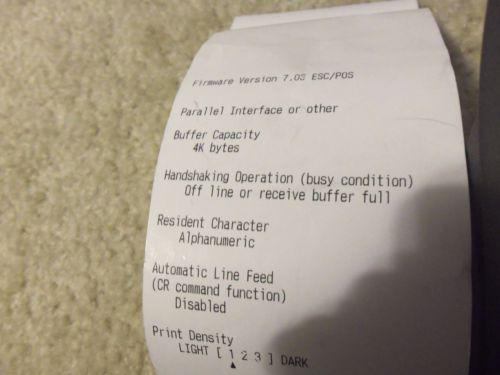 Firmware Version 7.03 ESC/POS
Parallel Interface or other
Buffer Capacity
4K bytes
Handshaking Operation (busy condition)
Off line or receive buffer full
Resident Character
Alphanumeric
Automatic Line Feed
(CR command function)
Disabled
Print Density
LIGHT [ 1 2 3 ] DARK
▲